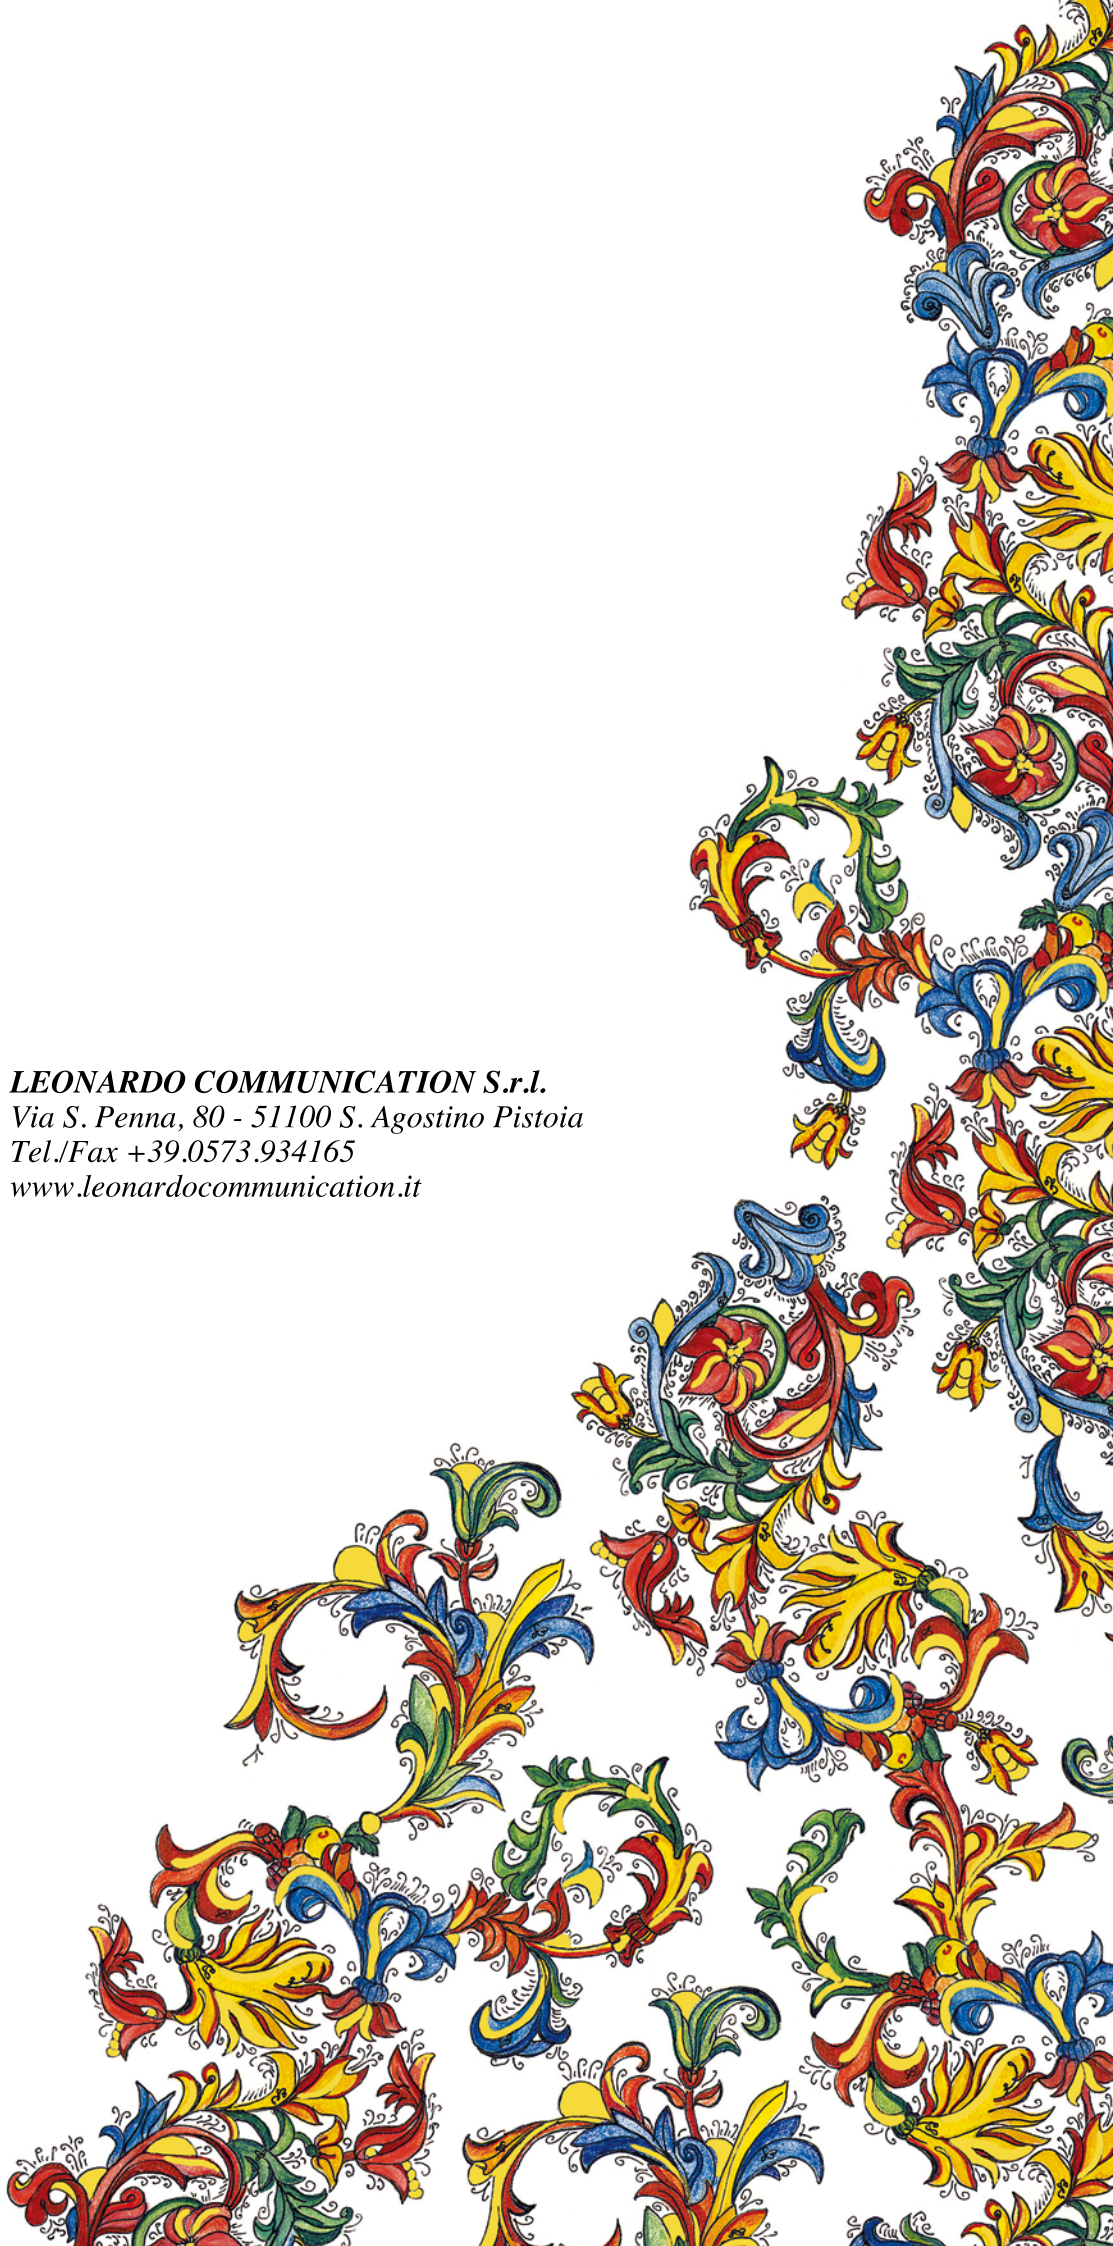 LEONARDO COMMUNICATION S.r.l.
Via S. Penna, 80 - 51100 S. Agostino Pistoia
Tel./Fax +39.0573.934165
www.leonardocommunication.it